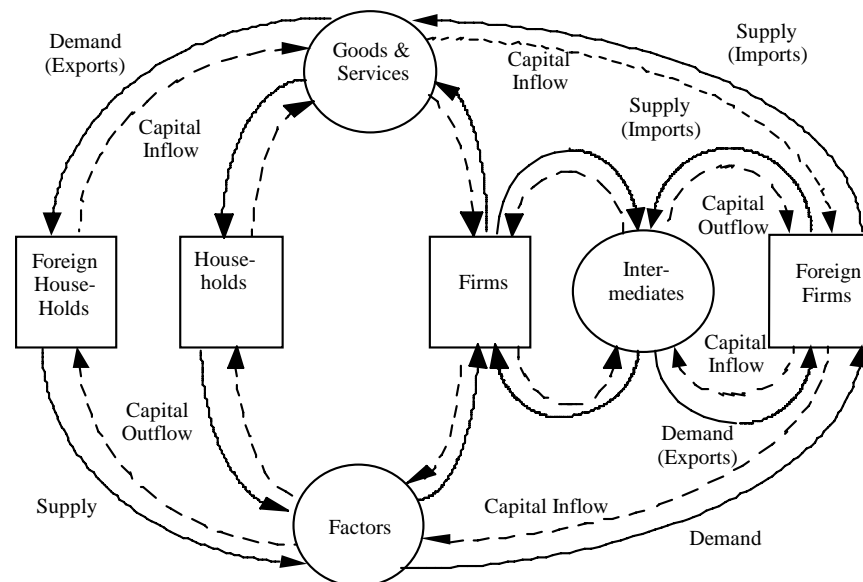 Demand
(Exports)
Goods &
Services
Supply
(Imports)
Capital
Inflow
Capital
Inflow
Supply
(Imports)
Capital
Outflow
Foreign
House-
Holds
House-
holds
Firms
Inter-
mediates
Foreign
Firms
Capital
Inflow
Capital
Outflow
Demand
(Exports)
Supply
Factors
Capital Inflow
Demand